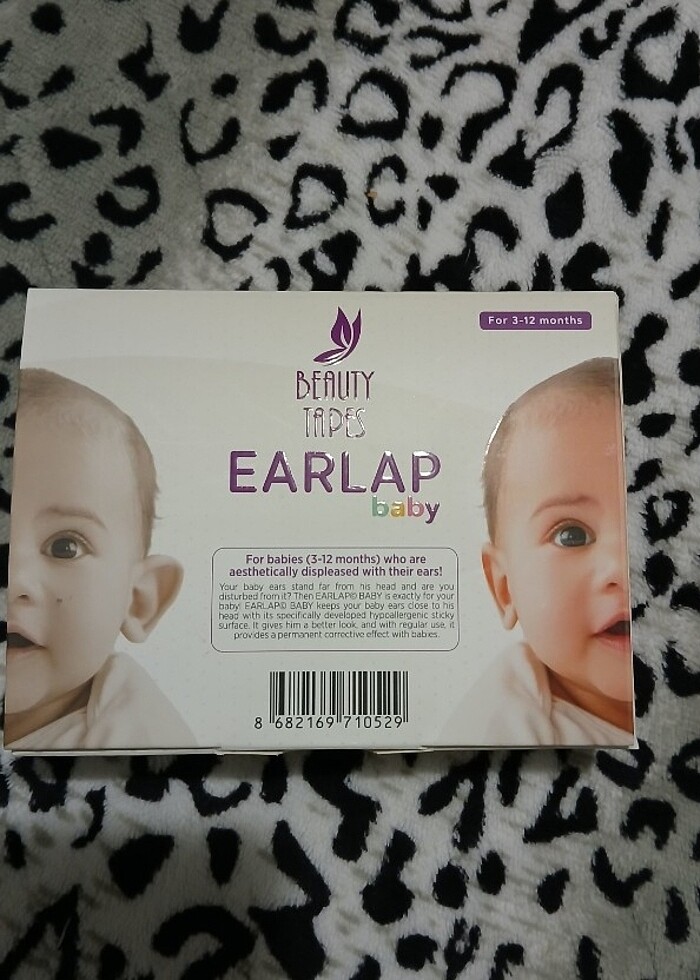 For 3-12 months
BEAUTY
TAPES
EARLAP
baby
For babies (3-12 months) who are
aesthetically displeased with their ears!
Your baby ears stand far from his head and are you
disturbed from it? Then EARLAP© BABY is exactly for your
baby! EARLAP© BABY keeps your baby ears close to his
head with its specifically developed hypoallergenic sticky
surface. It gives him a better look, and with regular use, it
provides a permanent corrective effect with babies.
8 682169 710529